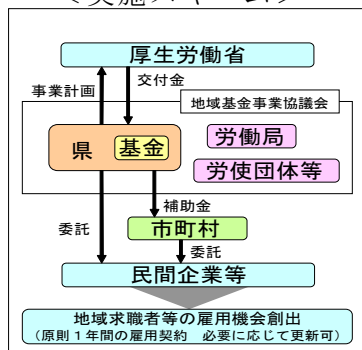 ＜実施スキーム＞
厚生労働省
事業計画
交付金
地域基金事業協議会
県
基金
労働局
労使団体等
補助金
委託
市町村
委託
民間企業等
地域求職者等の雇用機会創出
（原則１年間の雇用契約　必要に応じて更新可）